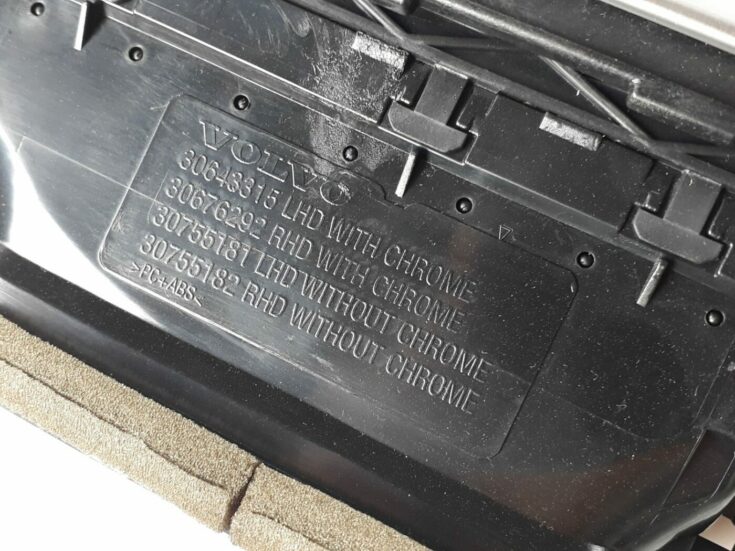 VOLVO
30643315 LHD WITH CHROME
30676292 RHD WITH CHROME
30755181 LHD WITHOUT CHROME
30755182 RHD WITHOUT CHROME
>PC+ABS<